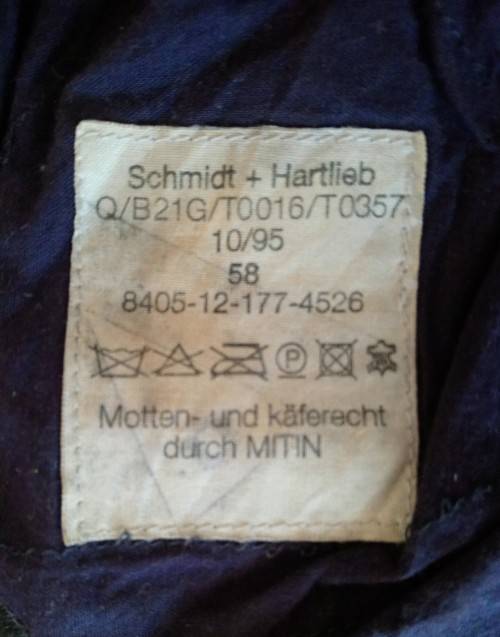 Schmidt + Hartlieb
Q/B21G/T0016/T0357
10/95
58
8405-12-177-4526
P
Motten- und käferecht
durch MITIN